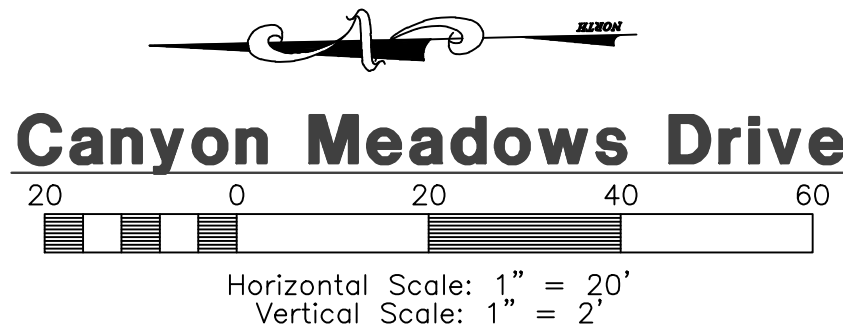 NORTH
Canyon Meadows Drive
20 0 20 40 60
Horizontal Scale: 1" = 20'
Vertical Scale: 1" = 2'